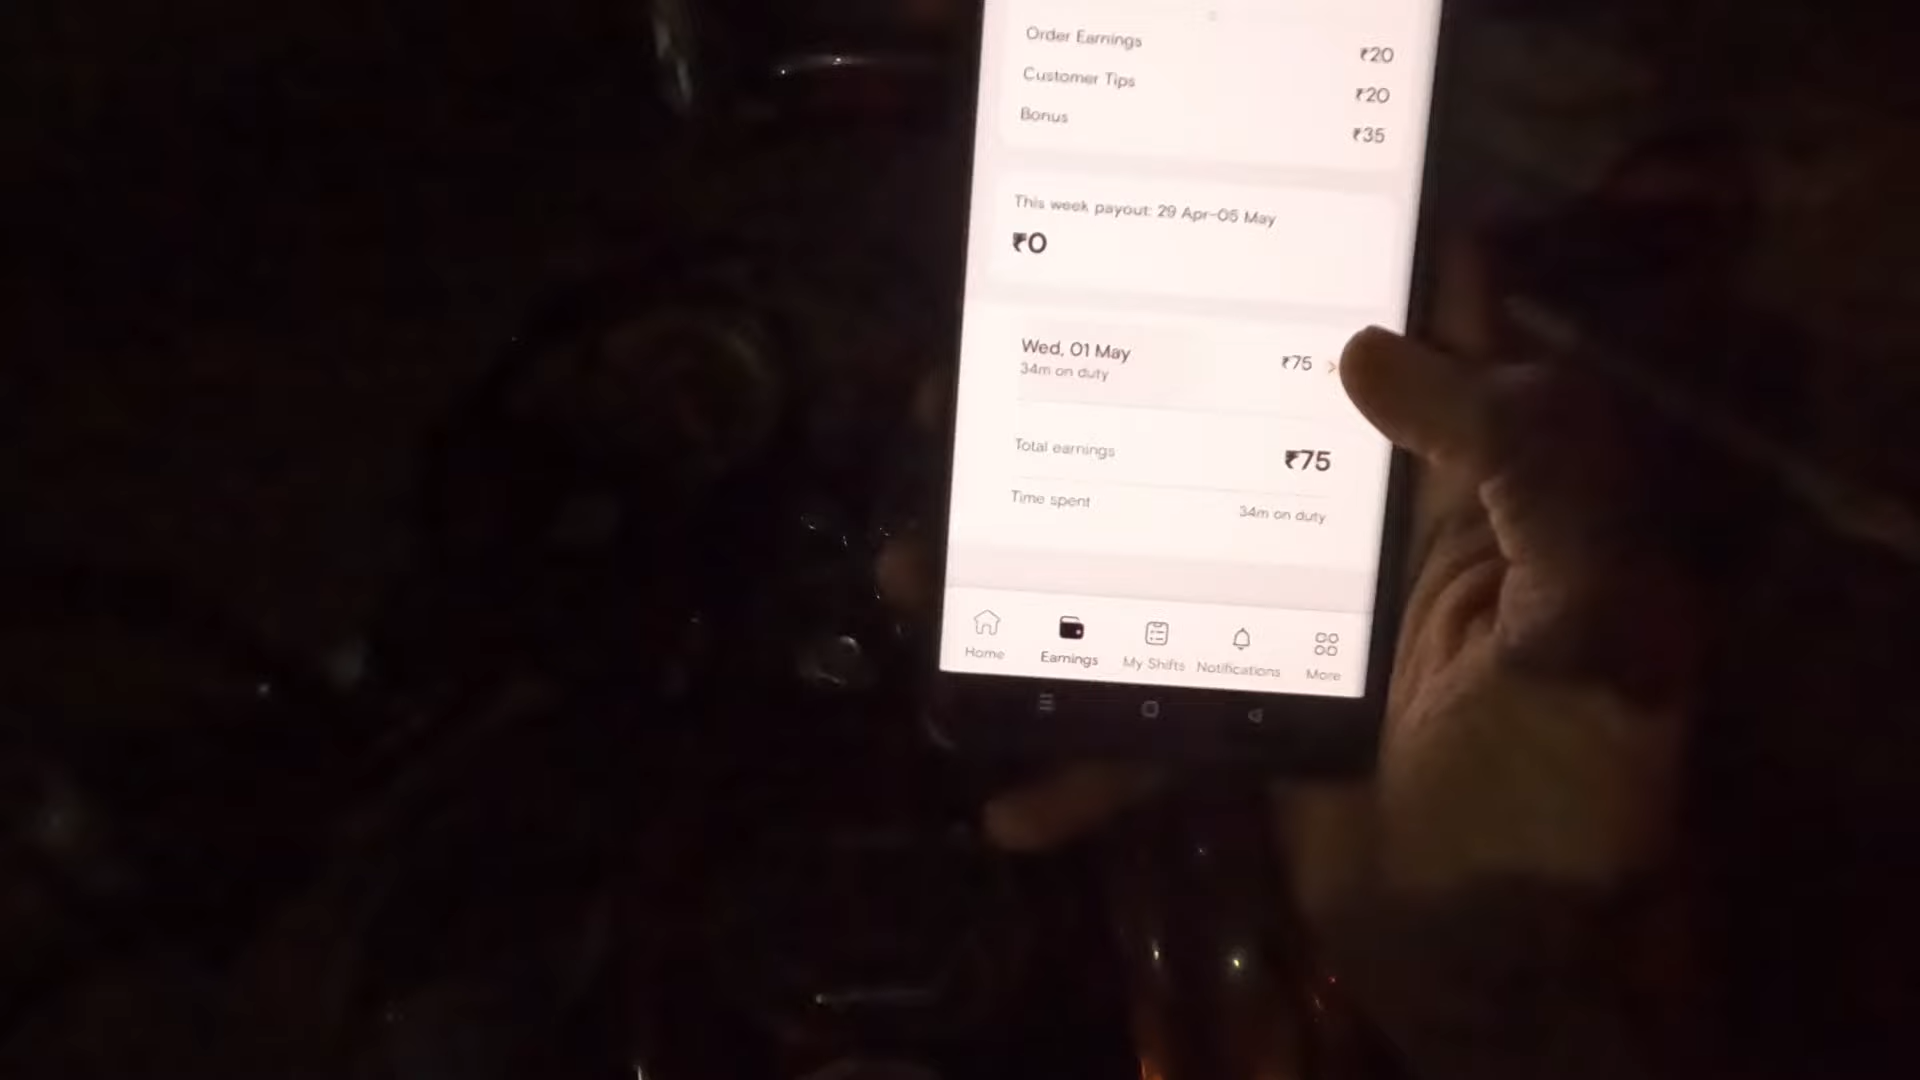 Order Earnings ₹20
Customer Tips ₹20
Bonus ₹35
This week payout: 29 Apr-05 May
₹0
Wed, 01 May ₹75
34m on duty
Total earnings ₹75
Time spent 34m on duty
Home Earnings My Shifts Notifications More